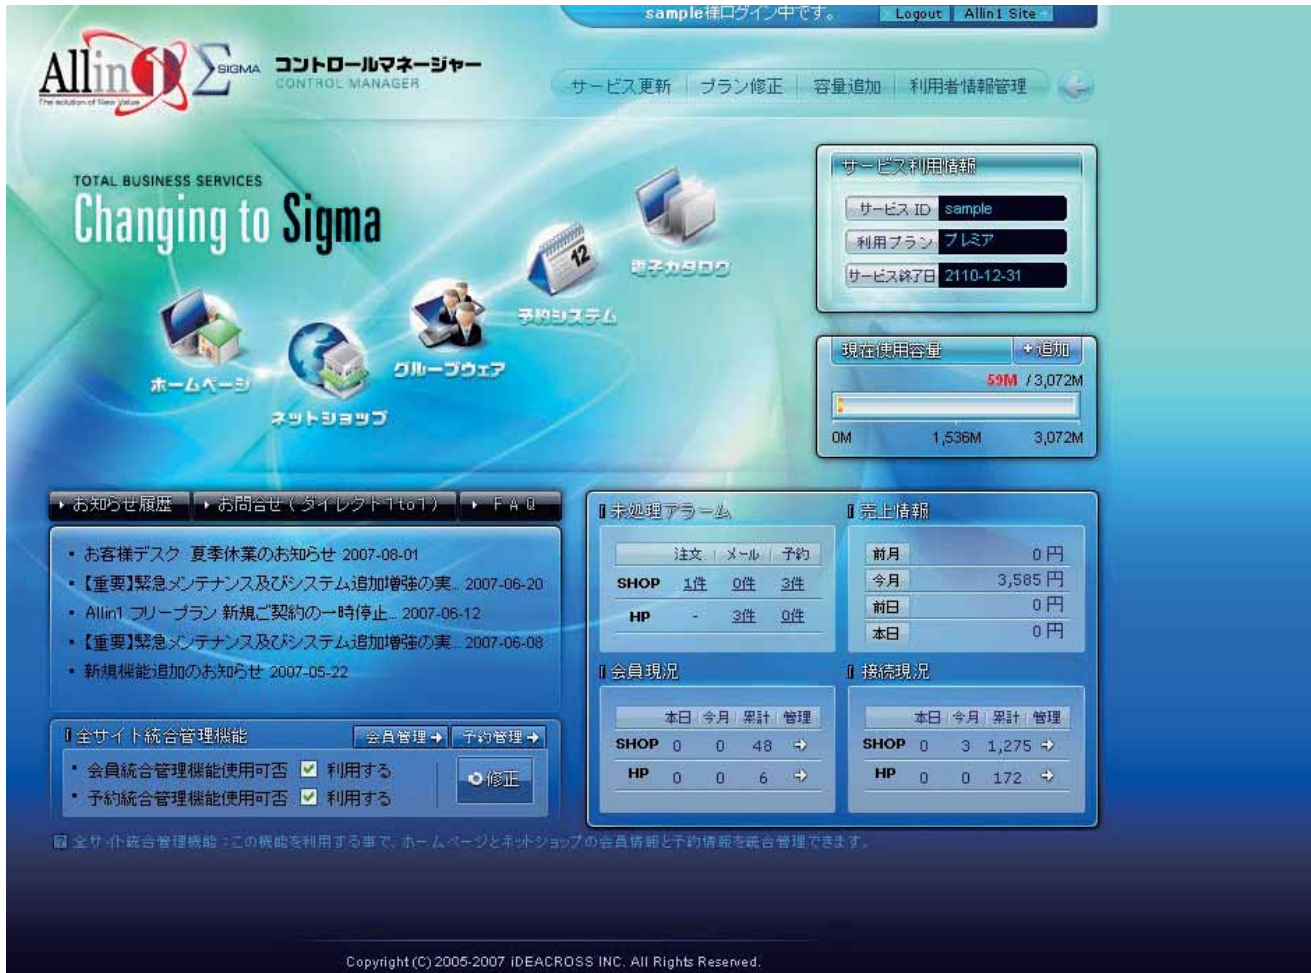 sample様ログイン中です。 Logout Allin1 Site
Allin1 Σ SIGMA コントロールマネージャー
CONTROL MANAGER
The solution of New Value
サービス更新 プラン修正 容量追加 利用者情報管理
TOTAL BUSINESS SERVICES
Changing to Sigma
ホームページ
ネットショップ
グループウェア
予約システム
電子カタログ
サービス利用情報
サービス ID sample
利用プラン プレミア
サービス終了日 2110-12-31
現在使用容量 +追加
59M / 3,072M
0M 1,536M 3,072M
お知らせ履歴 お問合せ(ダイレクト1to1) FAQ
・ お客様デスク 夏季休業のお知らせ 2007-08-01
・ 【重要】緊急メンテナンス及びシステム追加増強の実... 2007-06-20
・ Allin1 フリープラン 新規ご契約の一時停止... 2007-06-12
・ 【重要】緊急メンテナンス及びシステム追加増強の実... 2007-06-08
・ 新規機能追加のお知らせ 2007-05-22
全サイト統合管理機能 会員管理→ 予約管理→
・ 会員統合管理機能使用可否 利用する
・ 予約統合管理機能使用可否 利用する
修正
未処理アラーム
注文 メール 予約
SHOP 1件 0件 3件
HP - 3件 0件
売上情報
前月 0円
今月 3,585円
前日 0円
本日 0円
会員現況
本日 今月 累計 管理
SHOP 0 0 48 ⇒
HP 0 0 6 ⇒
接続現況
本日 今月 累計 管理
SHOP 0 3 1,275 ⇒
HP 0 0 172 ⇒
? 全サイト統合管理機能：この機能を利用する事で、ホームページとネットショップの会員情報と予約情報を統合管理できます。
Copyright (C) 2005-2007 iDEACROSS INC. All Rights Reserved.